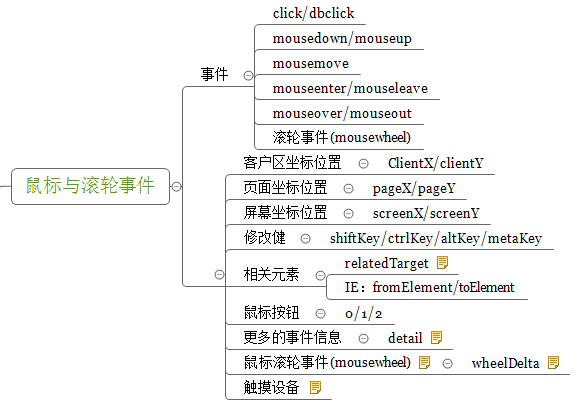 鼠标与滚轮事件
事件
click/dbclick
mousedown/mouseup
mousemove
mouseenter/mouseleave
mouseover/mouseout
滚轮事件(mousewheel)
客户区坐标位置 ClientX/clientY
页面坐标位置 pageX/pageY
屏幕坐标位置 screenX/screenY
修改健 shiftKey/ctrlKey/altKey/metaKey
相关元素
relatedTarget
IE：fromElement/toElement
鼠标按钮 0/1/2
更多的事件信息 detail
鼠标滚轮事件(mousewheel) wheelDelta
触摸设备